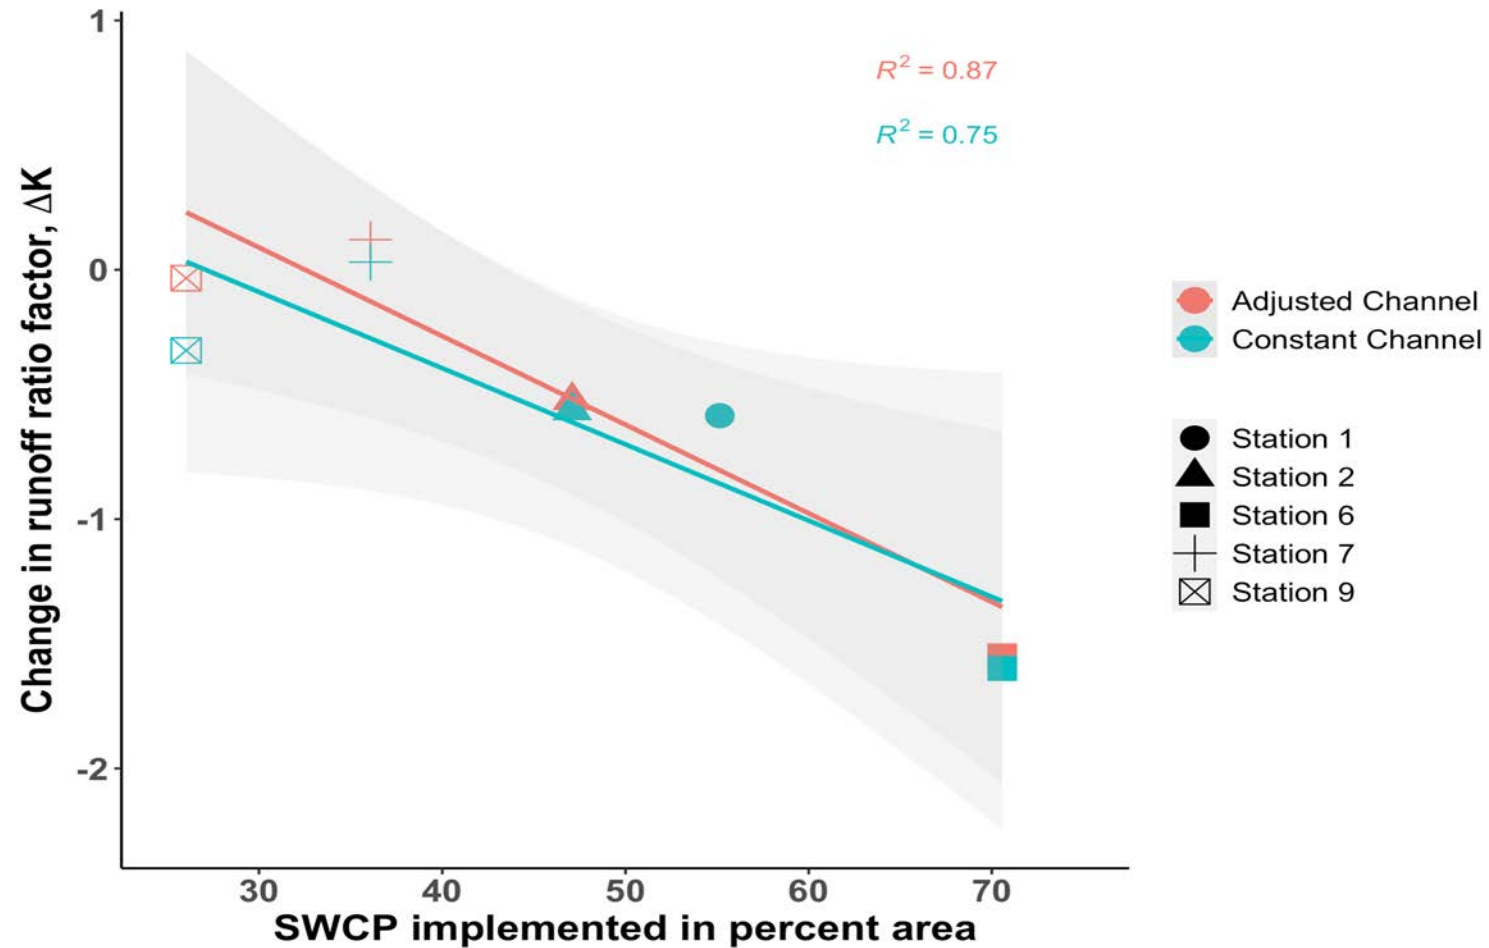 1
0
-1
-2
Change in runoff ratio factor, ΔK
R² = 0.87
R² = 0.75
30 40 50 60 70
SWCP implemented in percent area
Adjusted Channel
Constant Channel
Station 1
Station 2
Station 6
Station 7
Station 9